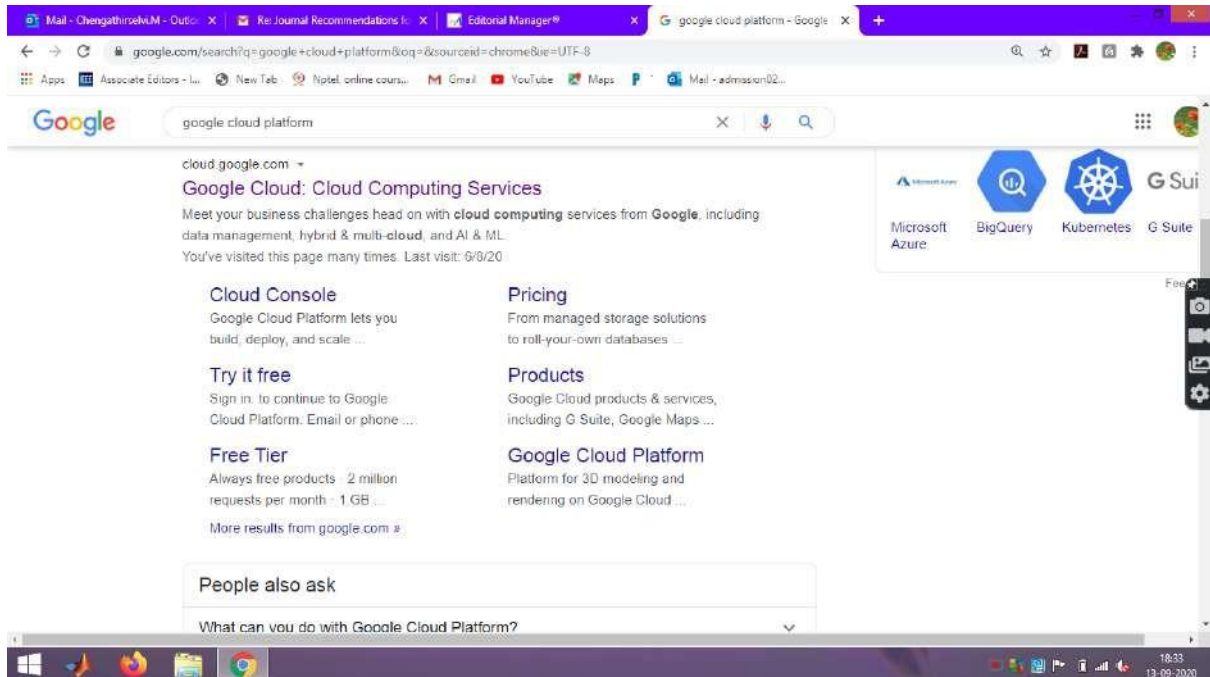 Mail - Chengathirselvi.M - Outlo
Re: Journal Recommendations fo
Editorial Manager®
google cloud platform - Google
google.com/search?q=google+cloud+platform&oq=&sourceid=chrome&ie=UTF-8
Apps
Associate Editors - I...
New Tab
Nptel, online cours...
Gmail
YouTube
Maps
Mail - admission02...
Google
google cloud platform
cloud.google.com
Google Cloud: Cloud Computing Services
Meet your business challenges head on with cloud computing services from Google, including
data management, hybrid & multi-cloud, and AI & ML.
You've visited this page many times. Last visit: 6/8/20
Cloud Console
Google Cloud Platform lets you
build, deploy, and scale ...
Pricing
From managed storage solutions
to roll-your-own databases ...
Try it free
Sign in. to continue to Google
Cloud Platform. Email or phone ...
Products
Google Cloud products & services,
including G Suite, Google Maps ...
Free Tier
Always free products · 2 million
requests per month · 1 GB ...
Google Cloud Platform
Platform for 3D modeling and
rendering on Google Cloud ...
More results from google.com »
People also ask
What can you do with Google Cloud Platform?
Microsoft Azure
G Sui
Microsoft
Azure
BigQuery
Kubernetes
G Suite
18:33
13-09-2020